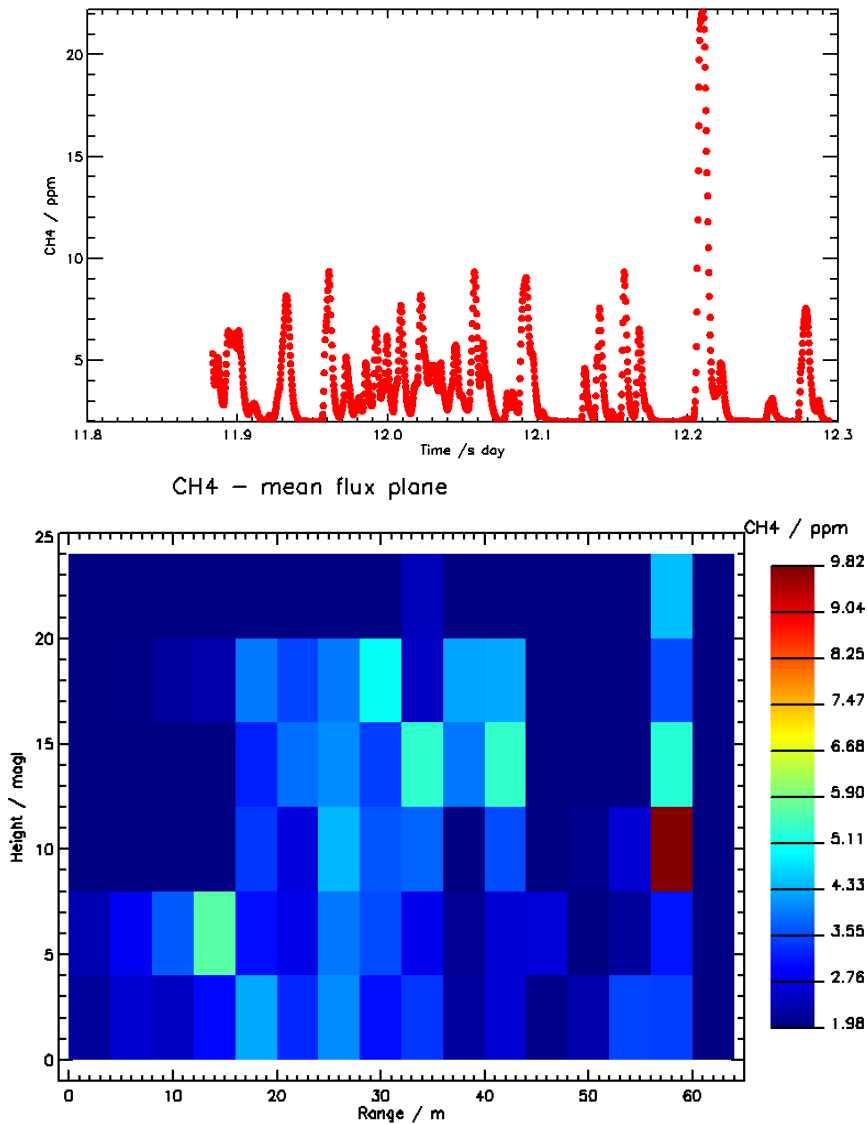 20
15
10
5
CH4 / ppm
11.8 11.9 12.0 12.1 12.2 12.3
Time /s day
CH4 - mean flux plane
CH4 / ppm
25
20
15
10
5
0
Height / magl
0 10 20 30 40 50 60
Range / m
9.82
9.04
8.25
7.47
6.68
5.90
5.11
4.33
3.55
2.76
1.98